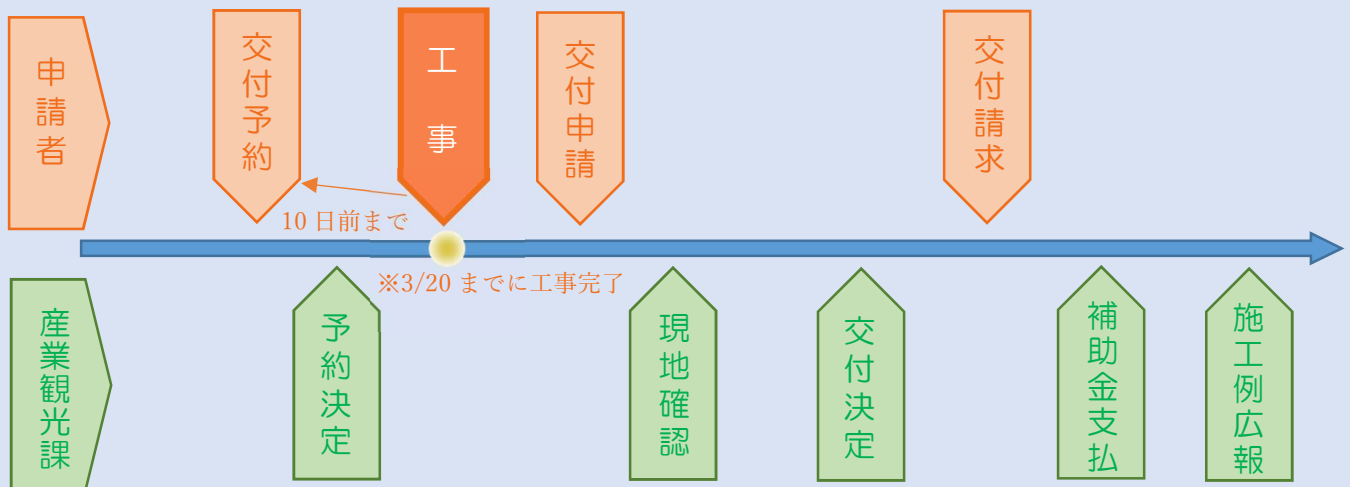 申請者
交付予約
工事
交付申請
交付請求
10日前まで
※3/20までに工事完了
産業観光課
予約決定
現地確認
交付決定
補助金支払
施工例広報